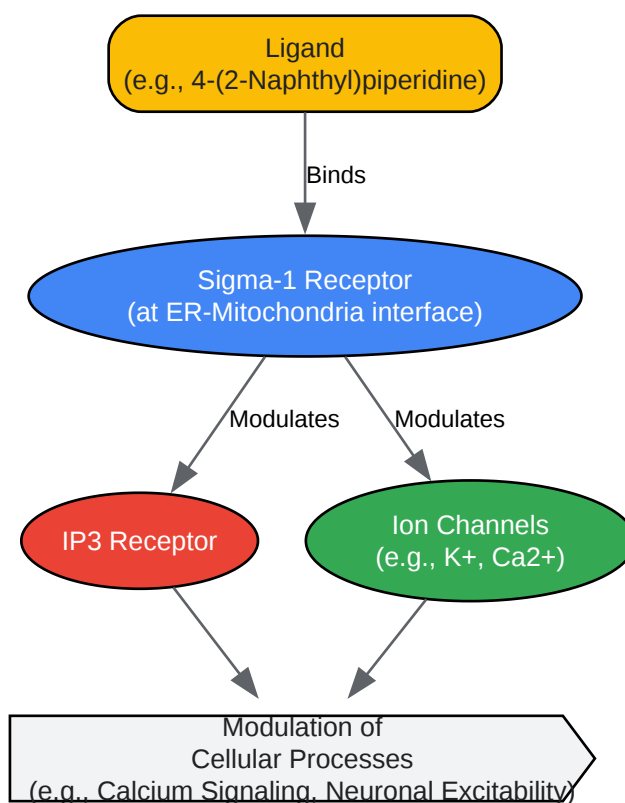 Ligand
(e.g., 4-(2-Naphthyl)piperidine)
Binds
Sigma-1 Receptor
(at ER-Mitochondria interface)
Modulates
Modulates
IP3 Receptor
Ion Channels
(e.g., K+, Ca2+)
Modulation of
Cellular Processes
(e.g., Calcium Signaling, Neuronal Excitability)